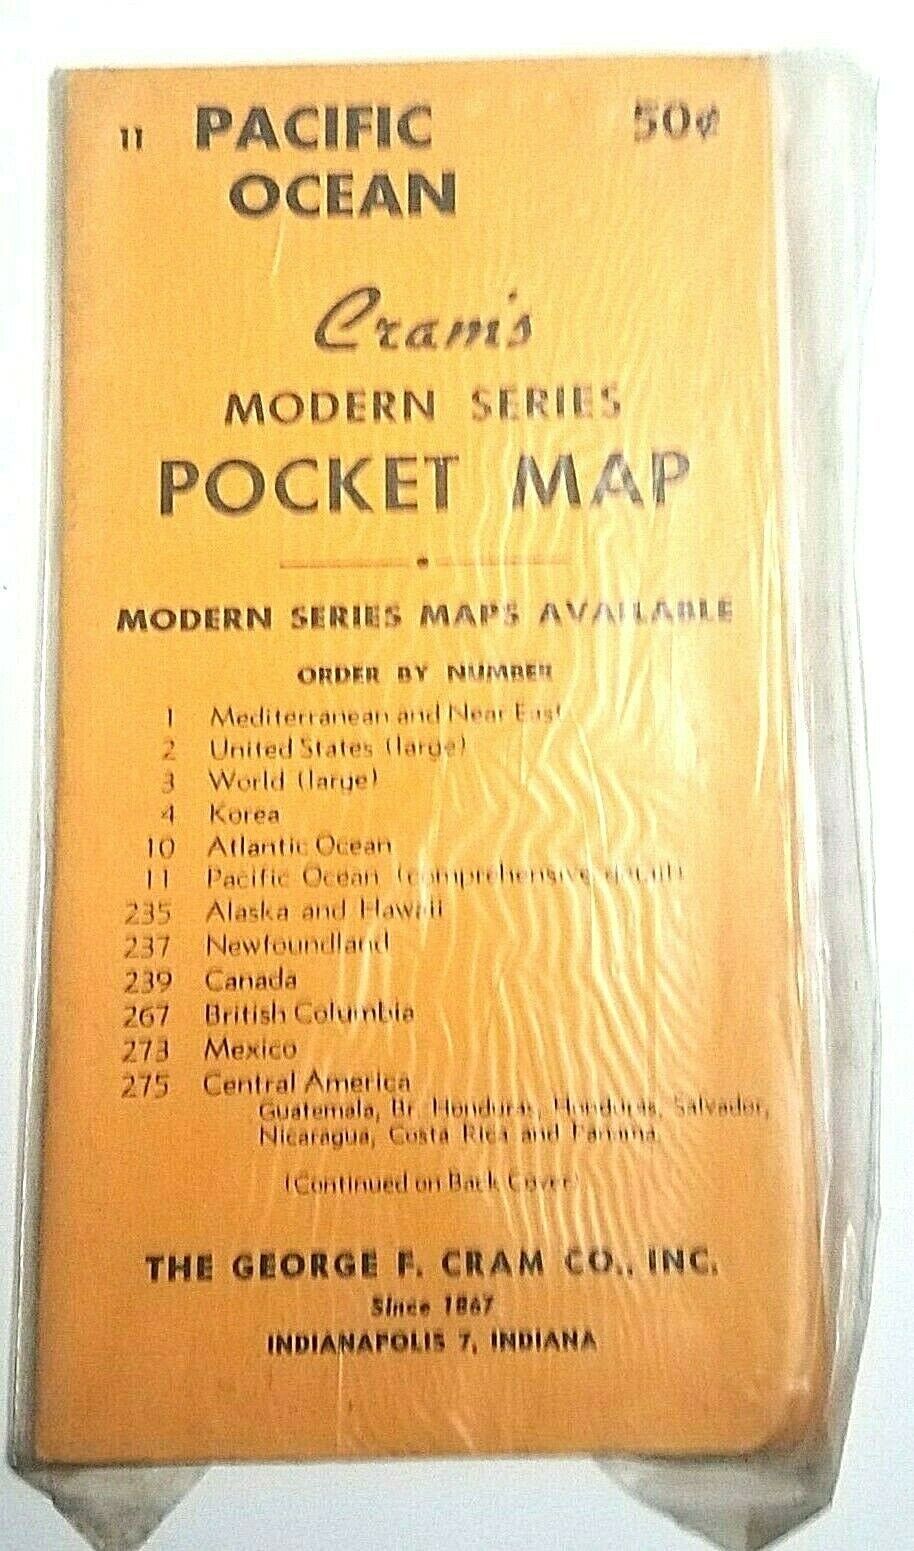 11 PACIFIC 50¢
OCEAN
Cram's
MODERN SERIES
POCKET MAP
MODERN SERIES MAPS AVAILABLE
ORDER BY NUMBER
1 Mediterranean and Near East
2 United States (large)
3 World (large)
4 Korea
10 Atlantic Ocean
11 Pacific Ocean (comprehensive detail)
235 Alaska and Hawaii
237 Newfoundland
239 Canada
267 British Columbia
273 Mexico
275 Central America
Guatemala, Br. Honduras, Honduras, Salvador,
Nicaragua, Costa Rica and Panama.
(Continued on Back Cover)
THE GEORGE F. CRAM CO., INC.
Since 1867
INDIANAPOLIS 7, INDIANA